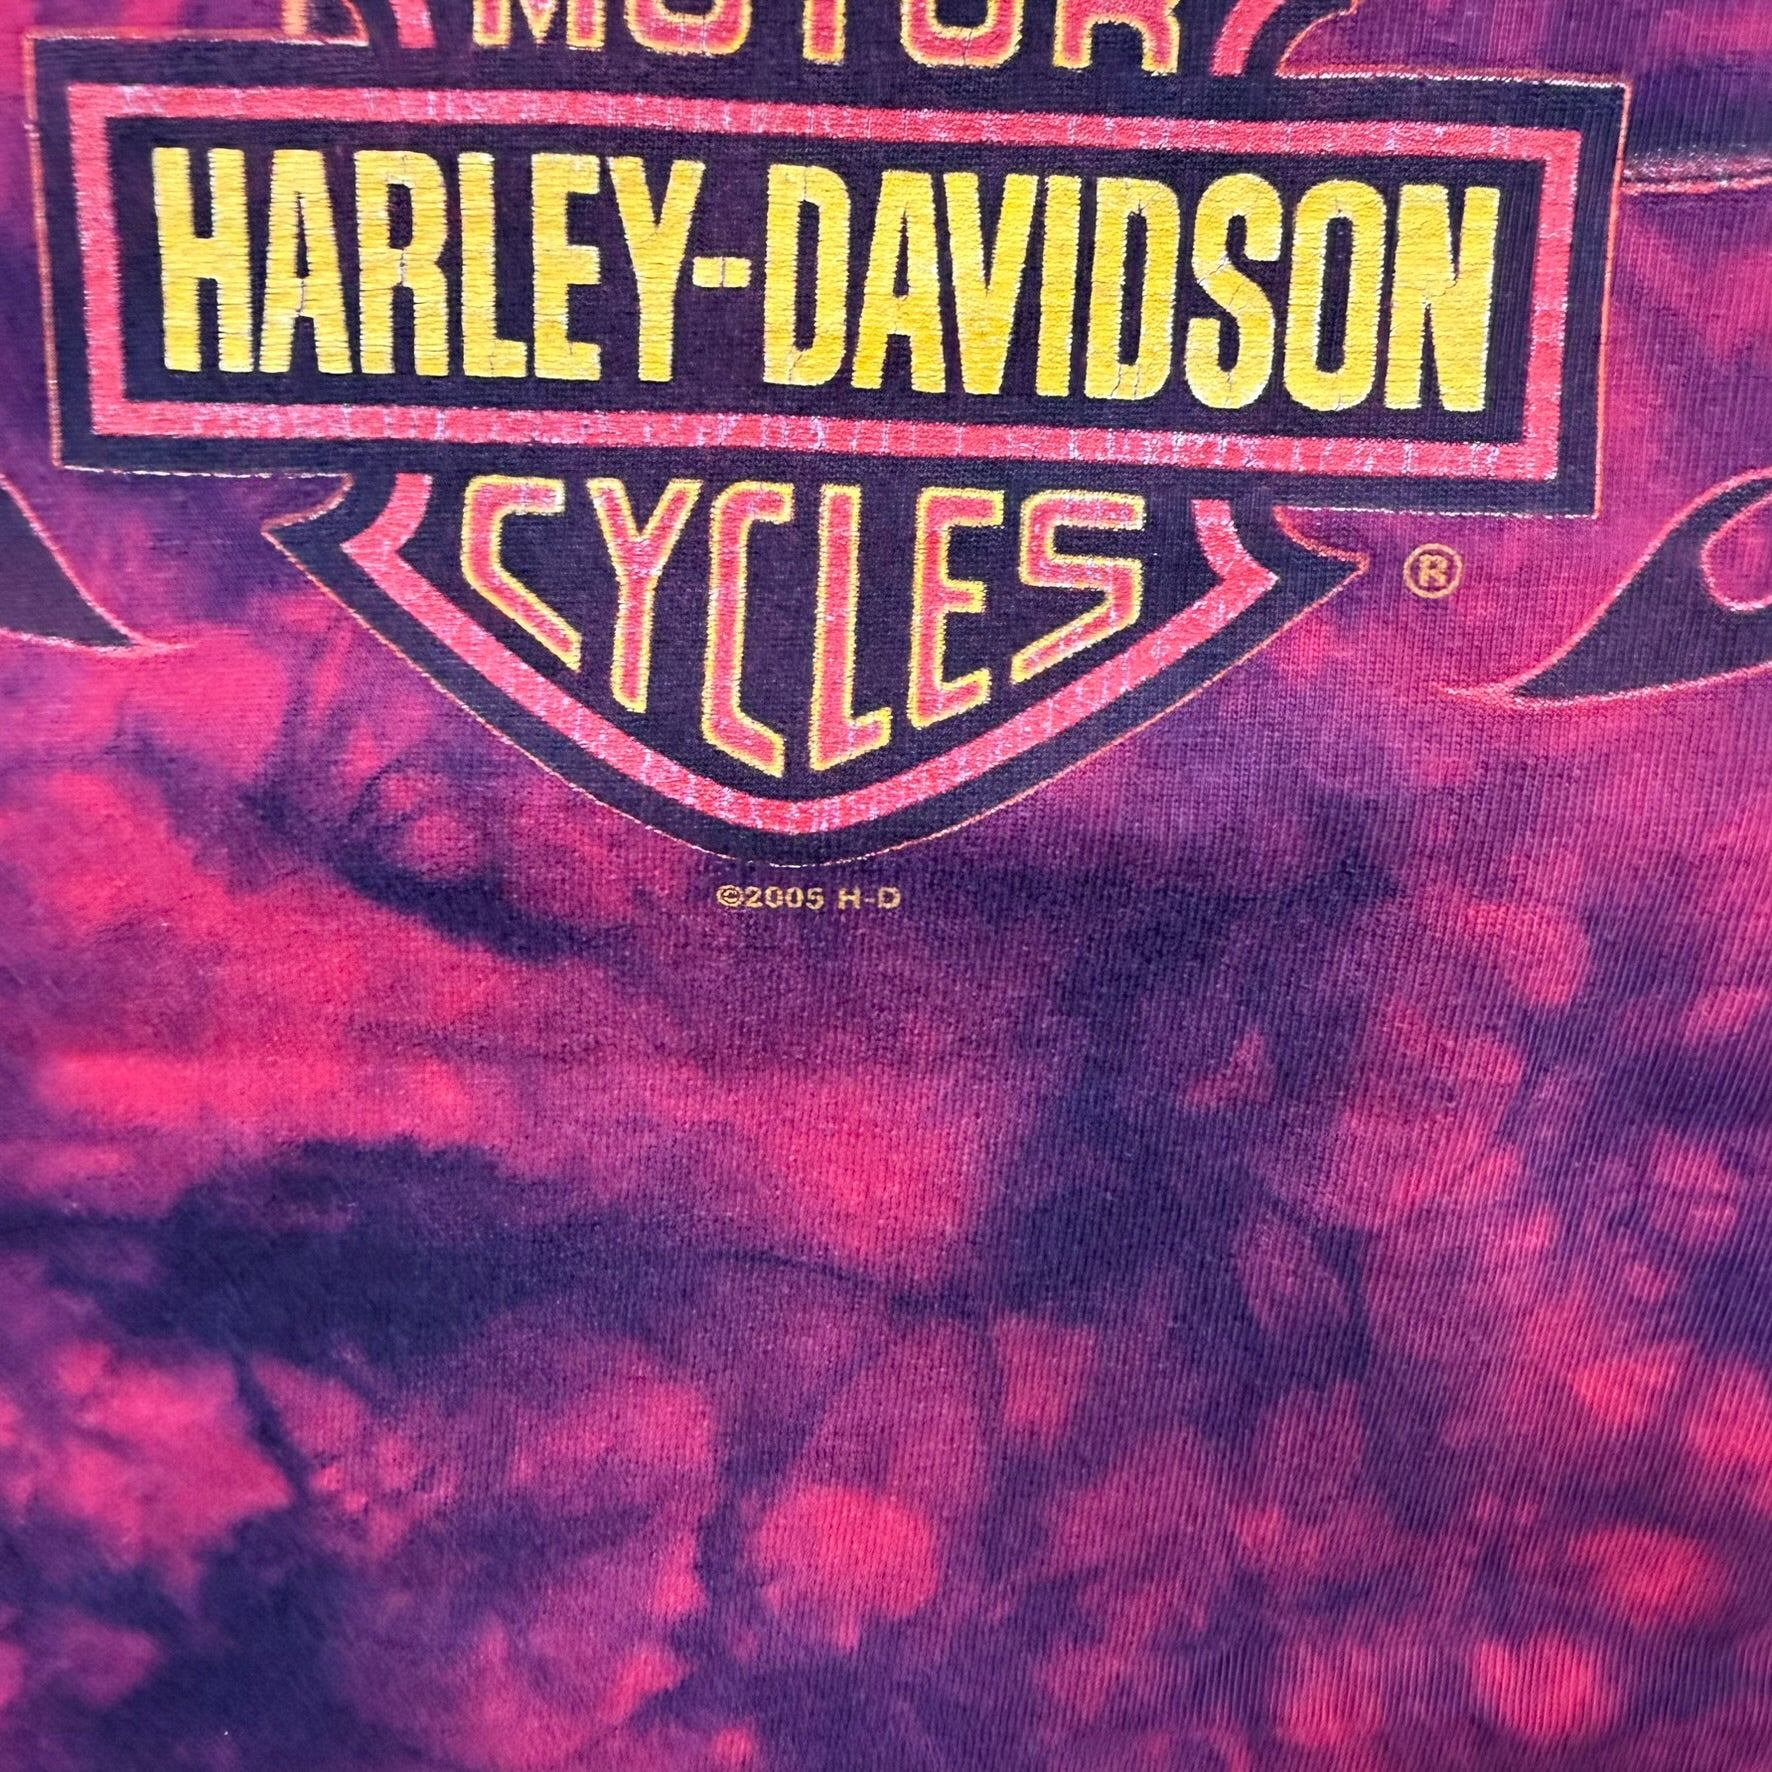 MOTOR
HARLEY-DAVIDSON
CYCLES
®
©2005 H-D